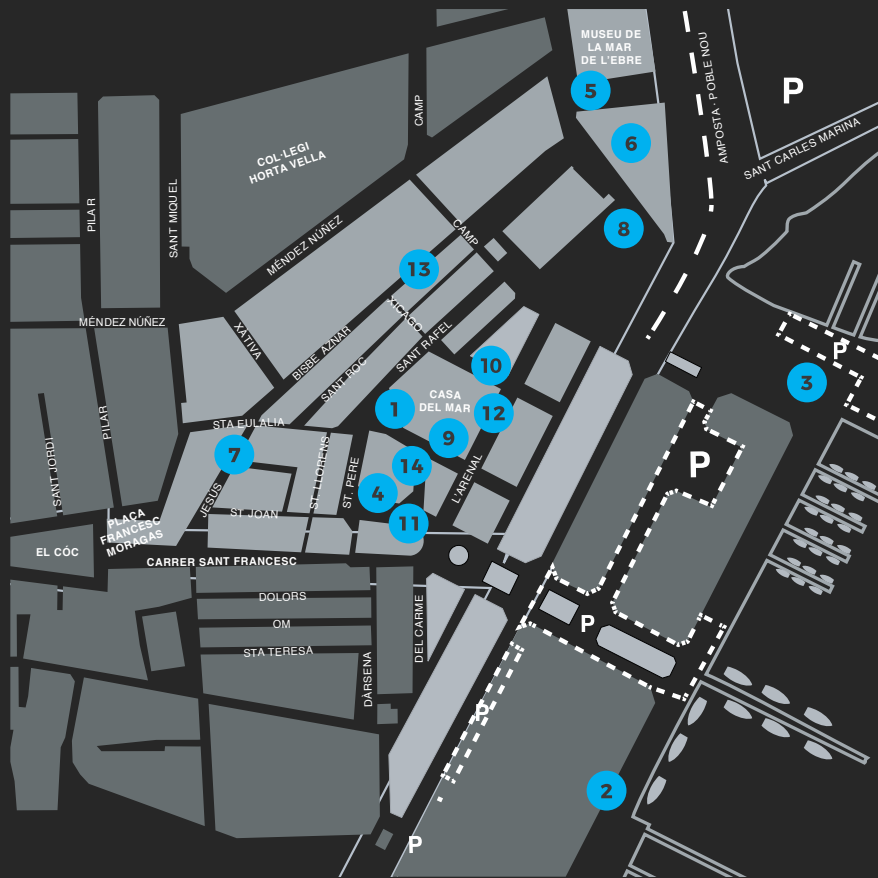 MUSEU DE
LA MAR
DE L'EBRE
AMPOSTA · POBLE NOU
P
5
6
SANT CARLES MARINA
CAMP
COL·LEGI
HORTA VELLA
PILAR
SANT MIQUEL
MÉNDEZ NÚÑEZ
CAMP
8
13
XICAGO
MÉNDEZ NÚÑEZ
XATIVA
BISBE AZNAR
SANT ROC
SANT RAFEL
P
3
10
CASA
DEL MAR
1
12
9
STA EULALIA
PILAR
SANT JORDI
7
ST. LLORENS
ST. PERE
14
4
L'ARENAL
P
JESUS
ST JOAN
11
PLAÇA
FRANCESC
MORAGAS
EL CÓC
CARRER SANT FRANCESC
DOLORS
OM
STA TERESA
DÀRSENA
DEL CARME
P
P
2
P